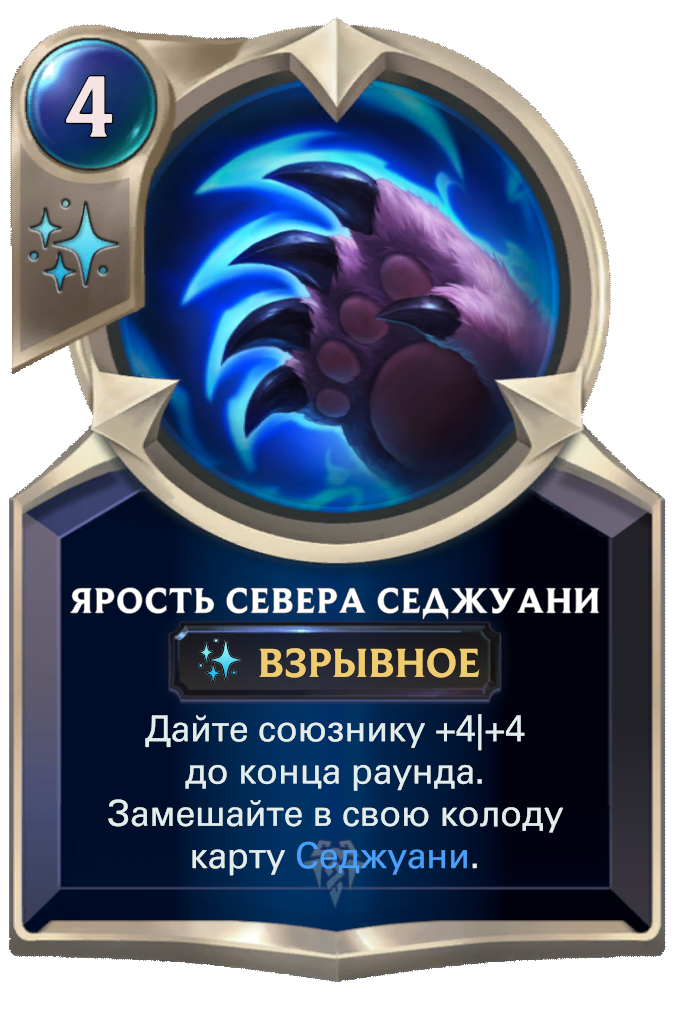 4
ЯРОСТЬ СЕВЕРА СЕДЖУАНИ
ВЗРЫВНОЕ
Дайте союзнику +4|+4
до конца раунда.
Замешайте в свою колоду
карту Седжуани.